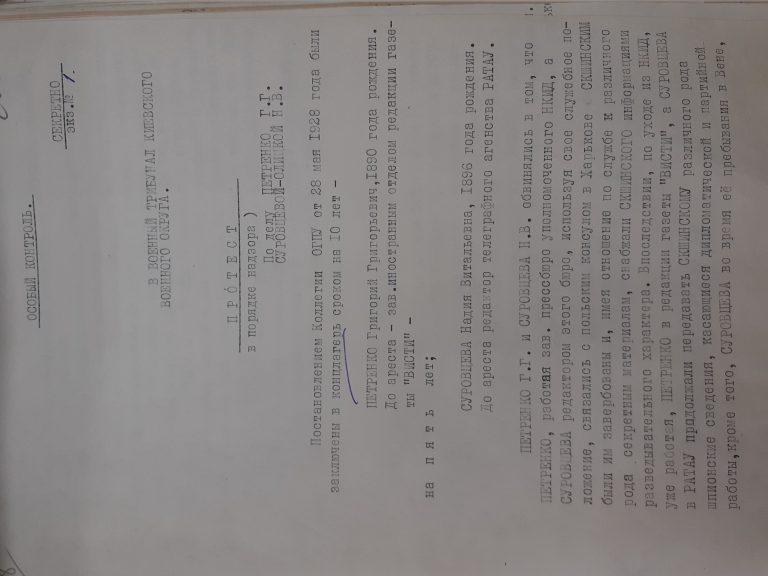 ОСОБЫЙ КОНТРОЛЬ.
СЕКРЕТНО
экз.№ 1.
В ВОЕННЫЙ ТРИБУНАЛ КИЕВСКОГО
ВОЕННОГО ОКРУГА.
П Р О Т Е С Т
в порядке надзора )
По делу ПЕТРЕНКО Г.Г.
СУРОВЦЕВОЙ-ОЛИЦКОЙ Н.В.
Постановлением Коллегии ОГПУ от 28 мая 1928 года были
заключены в концлагерь сроком на 10 лет -
ПЕТРЕНКО Григорий Григорьевич,1890 года рождения.
До ареста - зав.иностранным отделом редакции газе-
ты "ВИСТИ" -
на п я т ь лет;
СУРОВЦЕВА Надия Витальевна, 1896 года рождения.
До ареста редактор телеграфного агенства РАТАУ.
ПЕТРЕНКО Г.Г. и СУРОВЦЕВА Н.В. обвинялись в том, что
ПЕТРЕНКО, работая зав. прессбюро уполномоченного НКИД, а
СУРОВЦЕВА редактором этого бюро, используя свое служебное по-
ложение, связались с польским консулом в Харькове СКШИНСКИМ
были им завербованы и, имея отношение по службе к различного
рода секретным материалам, снабжали СКШИНСКОГО информациями
разведывательного характера. Впоследствии, по уходе из НКИД,
уже работая, ПЕТРЕНКО в редакции газеты "ВИСТИ", а СУРОВЦЕВА
в РАТАУ продолжали передавать СКШИНСКОМУ различного рода
шпионские сведения, касающиеся дипломатической и партийной
работы,кроме того, СУРОВЦЕВА во время её пребывания в Вене,